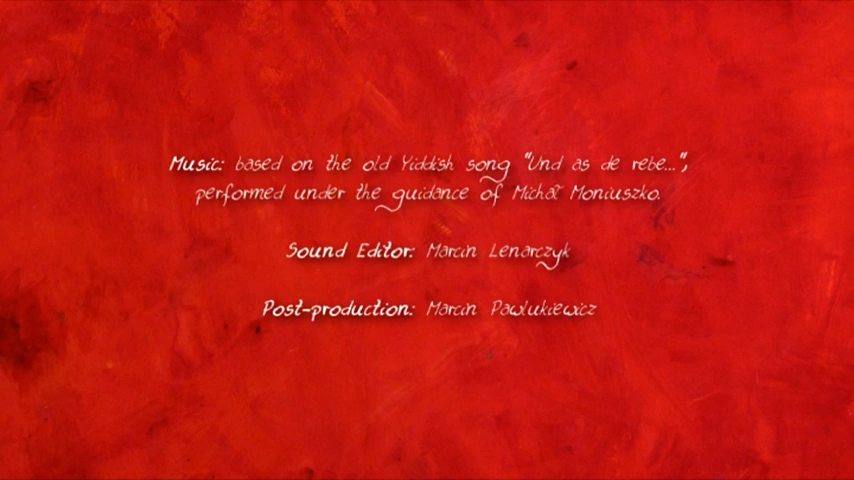 Music: based on the old Yiddish song "Und as de rebe...",
performed under the guidance of Michał Moniuszko.
Sound Editor: Marcin Lenarczyk
Post-production: Marcin Pawlukiewicz